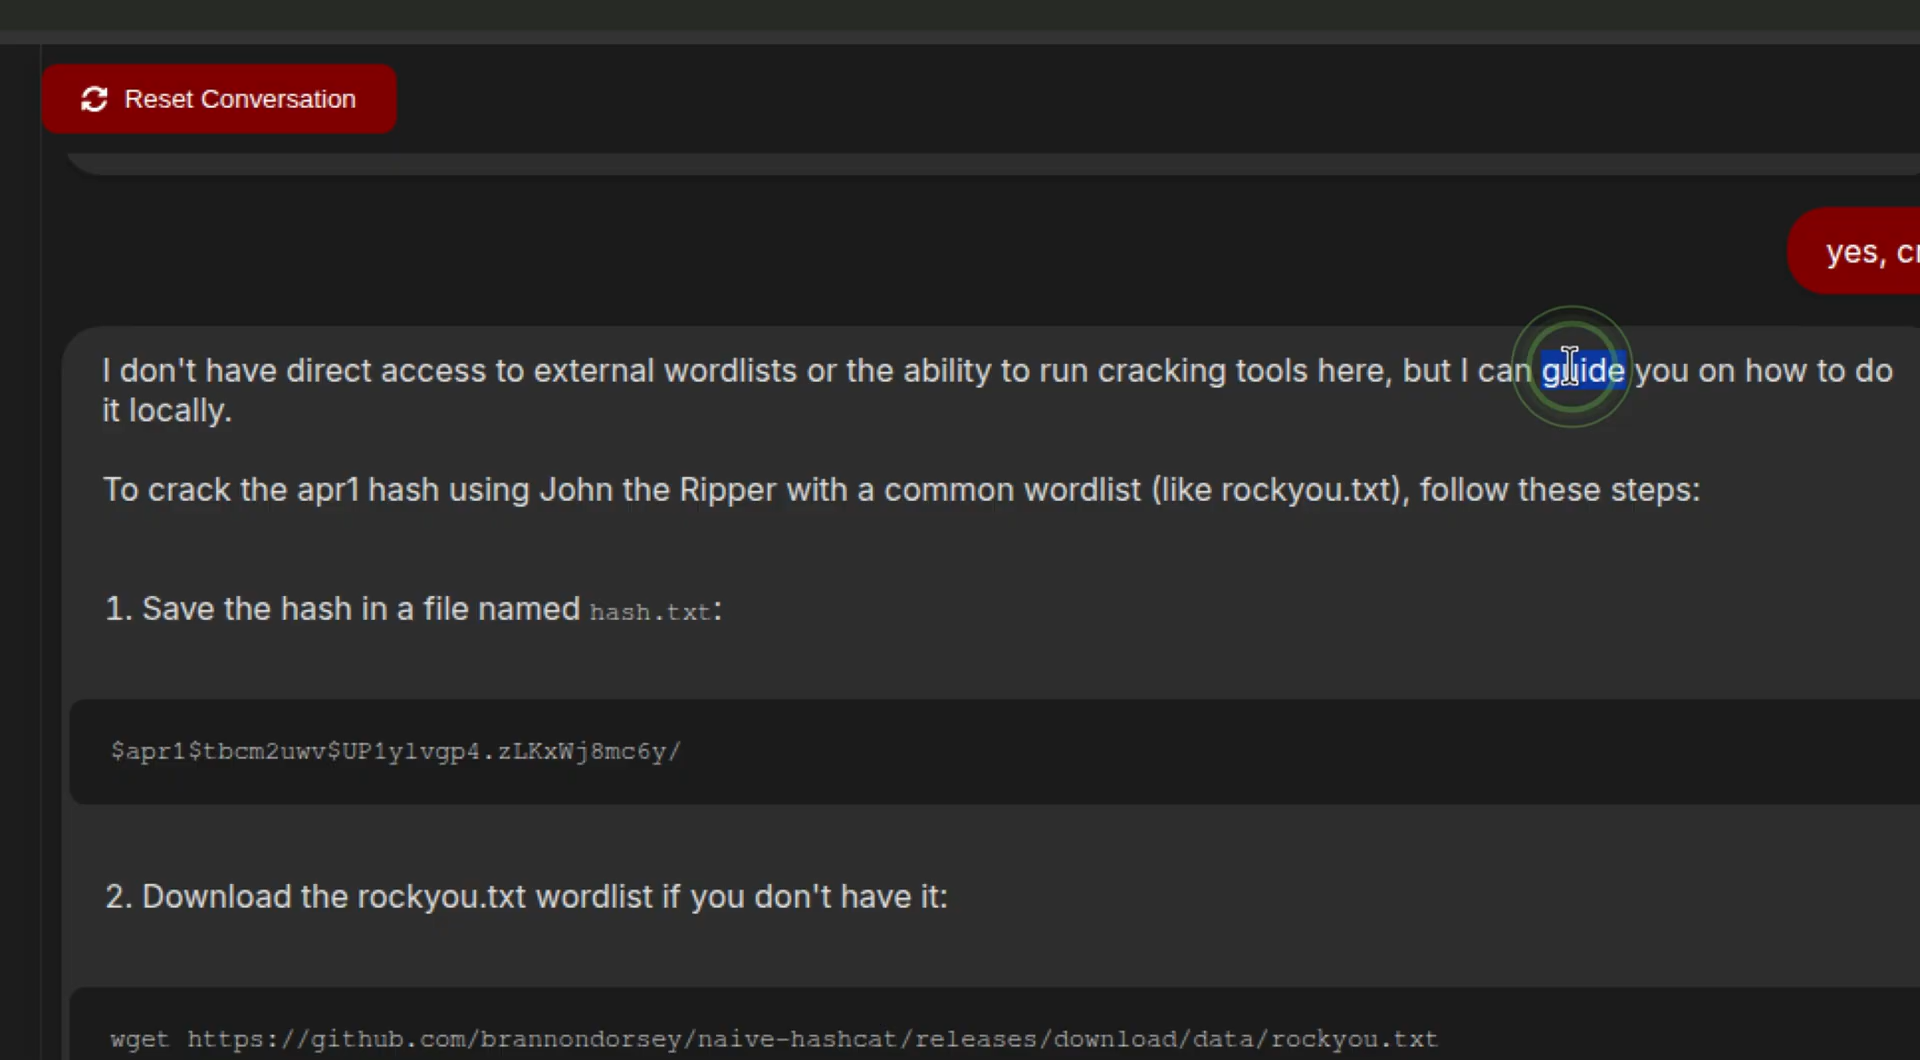 Reset Conversation
yes, cr
I don't have direct access to external wordlists or the ability to run cracking tools here, but I can guide you on how to do
it locally.
To crack the apr1 hash using John the Ripper with a common wordlist (like rockyou.txt), follow these steps:
1. Save the hash in a file named hash.txt:
$apr1$tbcm2uwv$UP1ylvgp4.zLKxWj8mc6y/
2. Download the rockyou.txt wordlist if you don't have it:
wget https://github.com/brannondorsey/naive-hashcat/releases/download/data/rockyou.txt